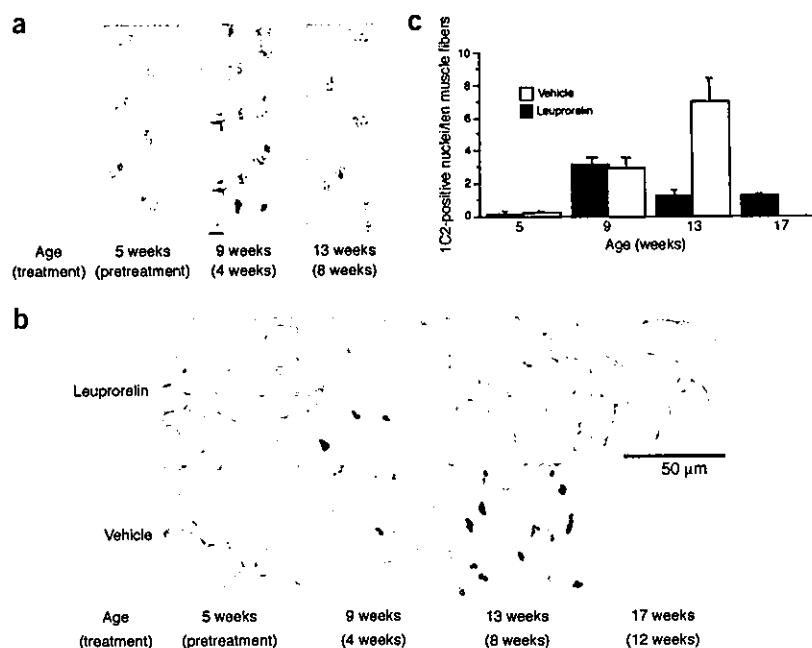 a
Age 5 weeks 9 weeks 13 weeks
(treatment) (pretreatment) (4 weeks) (8 weeks)
c
1C2-positive nuclei/ten muscle fibers
10
8
6
4
2
0
Vehicle
Leuprorelin
5 9 13 17
Age (weeks)
b
Leuprorelin
50 μm
Vehicle
Age 5 weeks 9 weeks 13 weeks 17 weeks
(treatment) (pretreatment) (4 weeks) (8 weeks) (12 weeks)